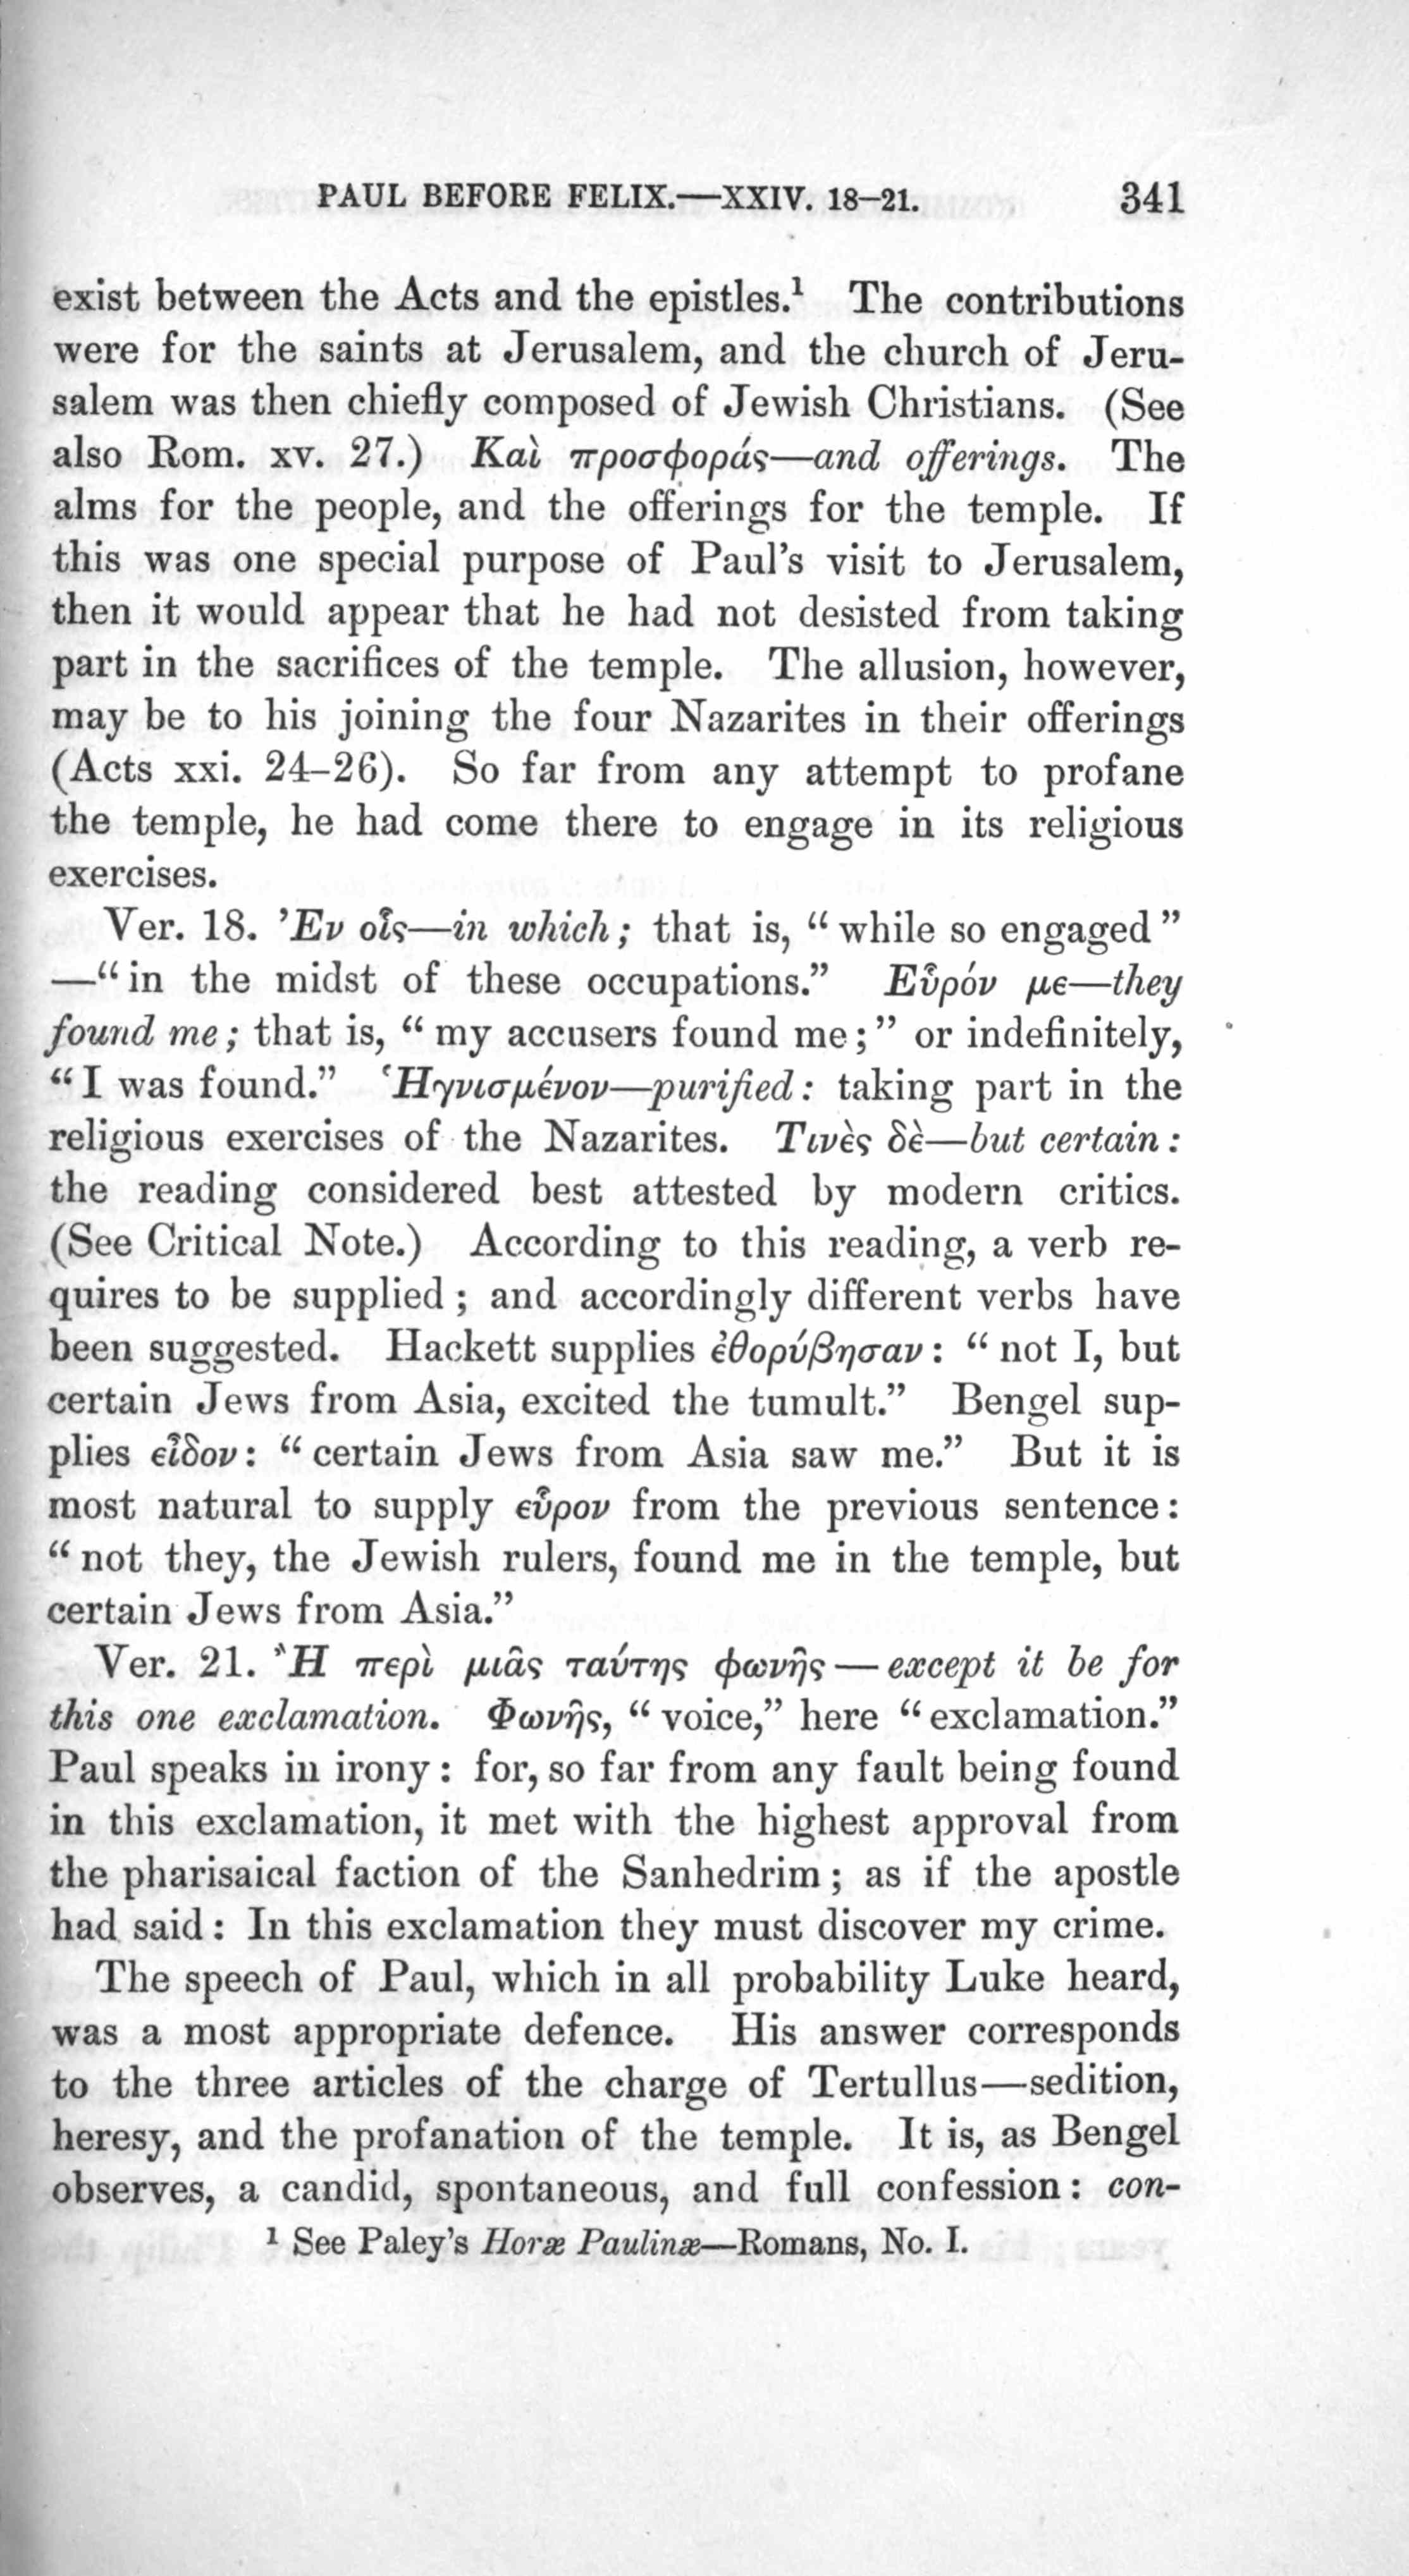 PAUL BEFORE FELIX.—XXIV. 18–21. 341
exist between the Acts and the epistles.¹ The contributions
were for the saints at Jerusalem, and the church of Jeru-
salem was then chiefly composed of Jewish Christians. (See
also Rom. xv. 27.) Καὶ προσφοράς—and offerings. The
alms for the people, and the offerings for the temple. If
this was one special purpose of Paul's visit to Jerusalem,
then it would appear that he had not desisted from taking
part in the sacrifices of the temple. The allusion, however,
may be to his joining the four Nazarites in their offerings
(Acts xxi. 24–26). So far from any attempt to profane
the temple, he had come there to engage in its religious
exercises.
Ver. 18. Ἐν οἷς—in which; that is, “while so engaged”
—“in the midst of these occupations.” Εὗρόν με—they
found me; that is, “my accusers found me;” or indefinitely,
“I was found.” Ἡγνισμένον—purified: taking part in the
religious exercises of the Nazarites. Τινὲς δὲ—but certain:
the reading considered best attested by modern critics.
(See Critical Note.) According to this reading, a verb re-
quires to be supplied; and accordingly different verbs have
been suggested. Hackett supplies ἐθορύβησαν: “not I, but
certain Jews from Asia, excited the tumult.” Bengel sup-
plies εἶδον: “certain Jews from Asia saw me.” But it is
most natural to supply εὗρον from the previous sentence:
“not they, the Jewish rulers, found me in the temple, but
certain Jews from Asia.”
Ver. 21. Ἢ περὶ μιᾶς ταύτης φωνῆς—except it be for
this one exclamation. Φωνῆς, “voice,” here “exclamation.”
Paul speaks in irony: for, so far from any fault being found
in this exclamation, it met with the highest approval from
the pharisaical faction of the Sanhedrim; as if the apostle
had said: In this exclamation they must discover my crime.
The speech of Paul, which in all probability Luke heard,
was a most appropriate defence. His answer corresponds
to the three articles of the charge of Tertullus—sedition,
heresy, and the profanation of the temple. It is, as Bengel
observes, a candid, spontaneous, and full confession: con-
¹ See Paley's Horæ Paulinæ—Romans, No. I.